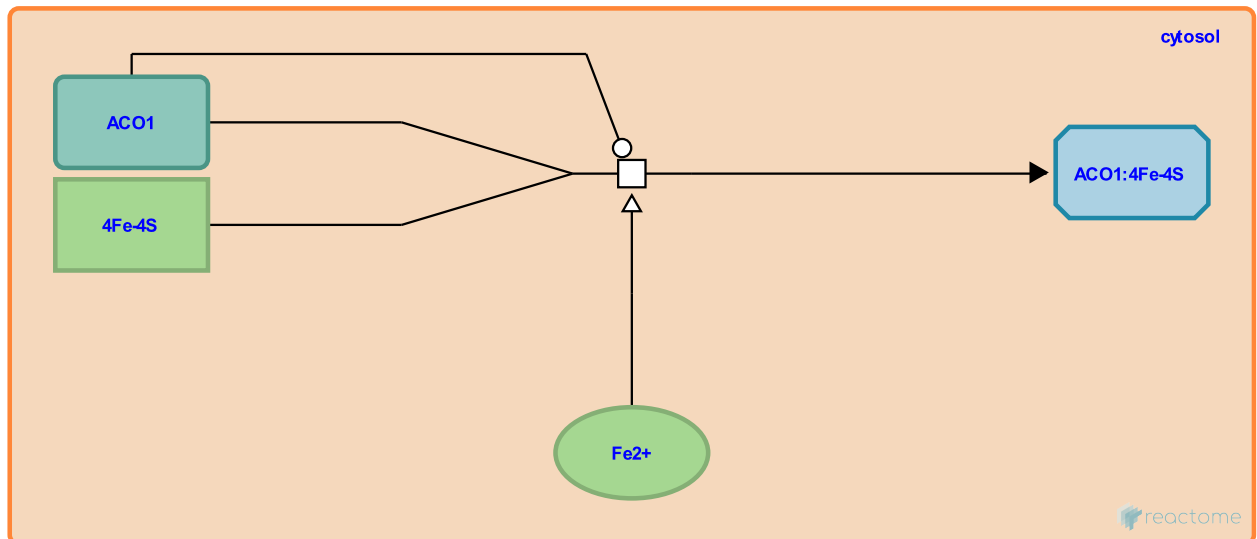 cytosol
ACO1
4Fe-4S
ACO1:4Fe-4S
Fe2+
reactome